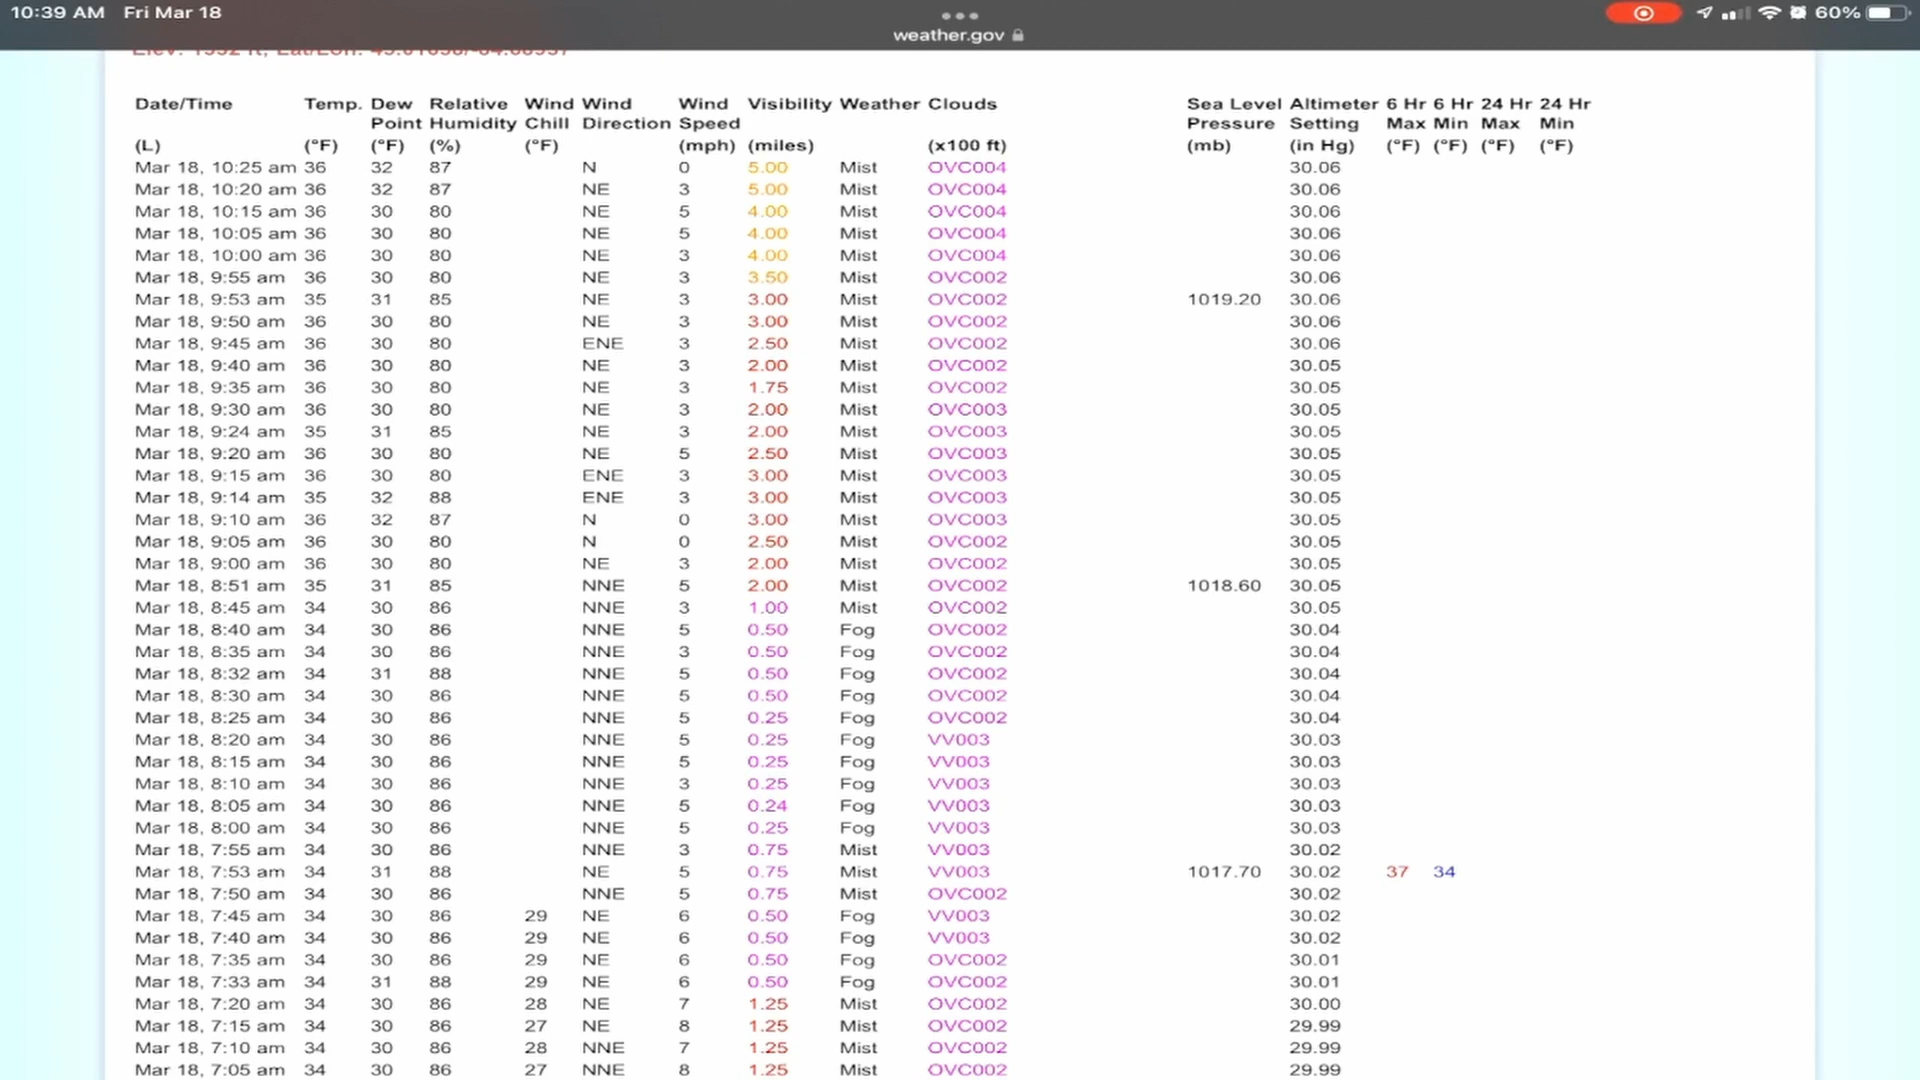 10:39 AM Fri Mar 18
60%
weather.gov
Date/Time Temp. Dew Relative Wind Wind Wind Visibility Weather Clouds Sea Level Altimeter 6 Hr 6 Hr 24 Hr 24 Hr
Point Humidity Chill Direction Speed Pressure Setting Max Min Max Min
(L) (°F) (°F) (%) (°F) (mph) (miles) (x100 ft) (mb) (in Hg) (°F) (°F) (°F) (°F)
Mar 18, 10:25 am 36 32 87 N 0 5.00 Mist OVC004 30.06
Mar 18, 10:20 am 36 32 87 NE 3 5.00 Mist OVC004 30.06
Mar 18, 10:15 am 36 30 80 NE 5 4.00 Mist OVC004 30.06
Mar 18, 10:05 am 36 30 80 NE 5 4.00 Mist OVC004 30.06
Mar 18, 10:00 am 36 30 80 NE 3 4.00 Mist OVC004 30.06
Mar 18, 9:55 am 36 30 80 NE 3 3.50 Mist OVC002 30.06
Mar 18, 9:53 am 35 31 85 NE 3 3.00 Mist OVC002 1019.20 30.06
Mar 18, 9:50 am 36 30 80 NE 3 3.00 Mist OVC002 30.06
Mar 18, 9:45 am 36 30 80 ENE 3 2.50 Mist OVC002 30.06
Mar 18, 9:40 am 36 30 80 NE 3 2.00 Mist OVC002 30.05
Mar 18, 9:35 am 36 30 80 NE 3 1.75 Mist OVC002 30.05
Mar 18, 9:30 am 36 30 80 NE 3 2.00 Mist OVC003 30.05
Mar 18, 9:24 am 35 31 85 NE 3 2.00 Mist OVC003 30.05
Mar 18, 9:20 am 36 30 80 NE 5 2.50 Mist OVC003 30.05
Mar 18, 9:15 am 36 30 80 ENE 3 3.00 Mist OVC003 30.05
Mar 18, 9:14 am 35 32 88 ENE 3 3.00 Mist OVC003 30.05
Mar 18, 9:10 am 36 32 87 N 0 3.00 Mist OVC003 30.05
Mar 18, 9:05 am 36 30 80 N 0 2.50 Mist OVC002 30.05
Mar 18, 9:00 am 36 30 80 NE 3 2.00 Mist OVC002 30.05
Mar 18, 8:51 am 35 31 85 NNE 5 2.00 Mist OVC002 1018.60 30.05
Mar 18, 8:45 am 34 30 86 NNE 3 1.00 Mist OVC002 30.05
Mar 18, 8:40 am 34 30 86 NNE 5 0.50 Fog OVC002 30.04
Mar 18, 8:35 am 34 30 86 NNE 3 0.50 Fog OVC002 30.04
Mar 18, 8:32 am 34 31 88 NNE 5 0.50 Fog OVC002 30.04
Mar 18, 8:30 am 34 30 86 NNE 5 0.50 Fog OVC002 30.04
Mar 18, 8:25 am 34 30 86 NNE 5 0.25 Fog OVC002 30.04
Mar 18, 8:20 am 34 30 86 NNE 5 0.25 Fog VV003 30.03
Mar 18, 8:15 am 34 30 86 NNE 5 0.25 Fog VV003 30.03
Mar 18, 8:10 am 34 30 86 NNE 3 0.25 Fog VV003 30.03
Mar 18, 8:05 am 34 30 86 NNE 5 0.24 Fog VV003 30.03
Mar 18, 8:00 am 34 30 86 NNE 5 0.25 Fog VV003 30.03
Mar 18, 7:55 am 34 30 86 NNE 3 0.75 Mist VV003 30.02
Mar 18, 7:53 am 34 31 88 NE 5 0.75 Mist VV003 1017.70 30.02 37 34
Mar 18, 7:50 am 34 30 86 NNE 5 0.75 Mist OVC002 30.02
Mar 18, 7:45 am 34 30 86 29 NE 6 0.50 Fog VV003 30.02
Mar 18, 7:40 am 34 30 86 29 NE 6 0.50 Fog VV003 30.02
Mar 18, 7:35 am 34 30 86 29 NE 6 0.50 Fog OVC002 30.01
Mar 18, 7:33 am 34 31 88 29 NE 6 0.50 Fog OVC002 30.01
Mar 18, 7:20 am 34 30 86 28 NE 7 1.25 Mist OVC002 30.00
Mar 18, 7:15 am 34 30 86 27 NE 8 1.25 Mist OVC002 29.99
Mar 18, 7:10 am 34 30 86 28 NNE 7 1.25 Mist OVC002 29.99
Mar 18, 7:05 am 34 30 86 27 NNE 8 1.25 Mist OVC002 29.99